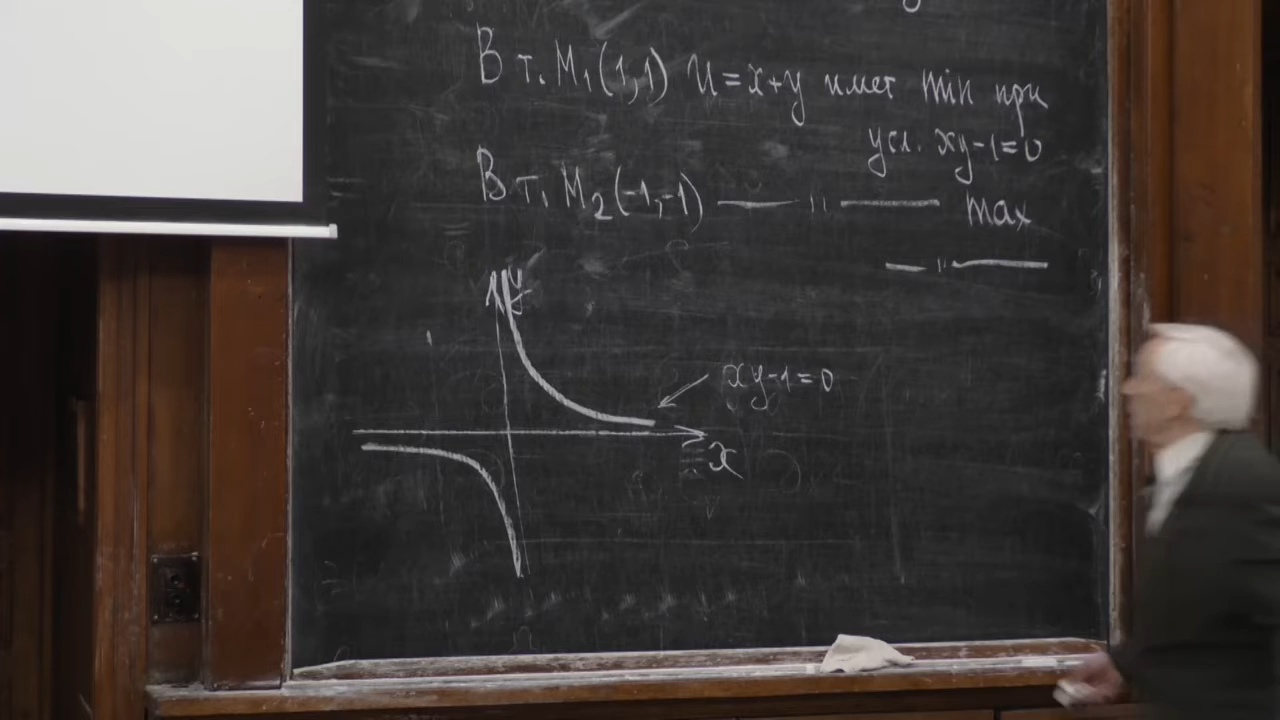 В т. M₁(1,1) u=x+y имеет min при
усл. xy-1=0
В т. M₂(-1,-1) —— " —— max
—— " ——
y
xy-1=0
x